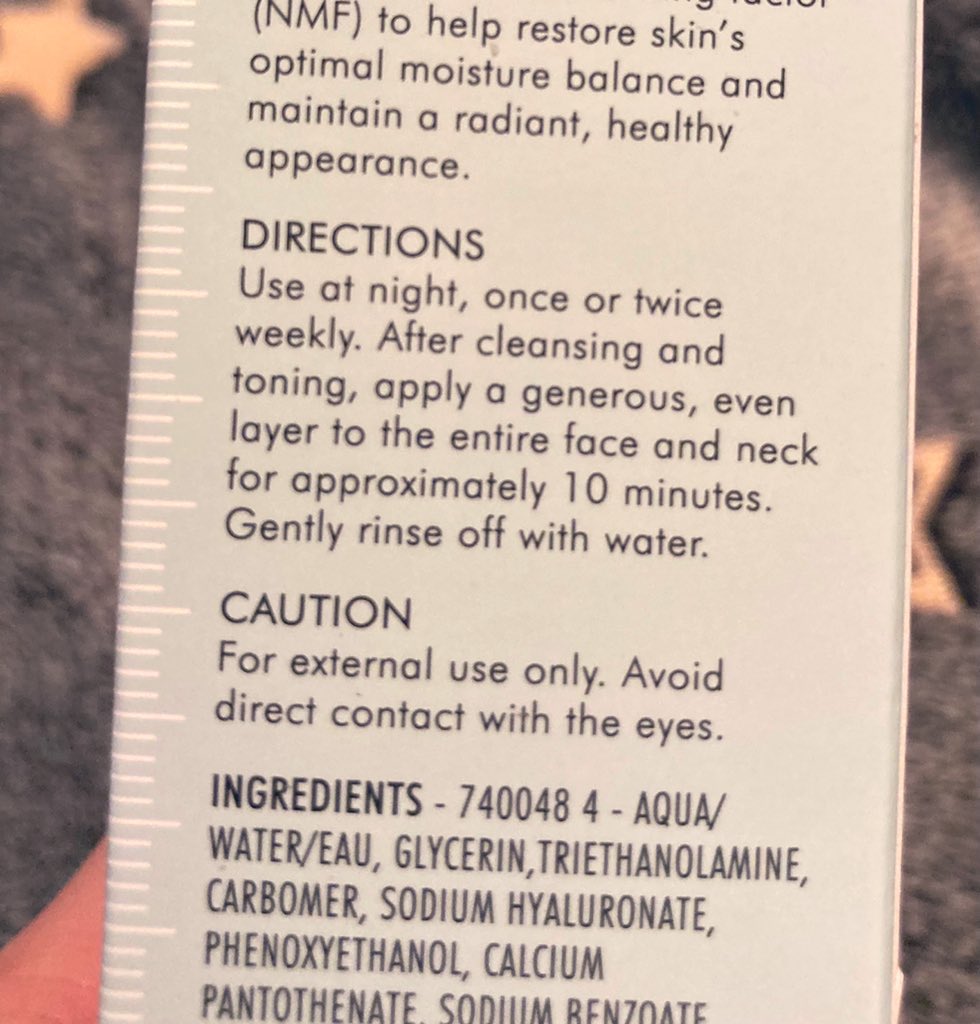 (NMF) to help restore skin's
optimal moisture balance and
maintain a radiant, healthy
appearance.
DIRECTIONS
Use at night, once or twice
weekly. After cleansing and
toning, apply a generous, even
layer to the entire face and neck
for approximately 10 minutes.
Gently rinse off with water.
CAUTION
For external use only. Avoid
direct contact with the eyes.
INGREDIENTS - 740048 4 - AQUA/
WATER/EAU, GLYCERIN,TRIETHANOLAMINE,
CARBOMER, SODIUM HYALURONATE,
PHENOXYETHANOL, CALCIUM
PANTOTHENATE, SODIUM BENZOATE